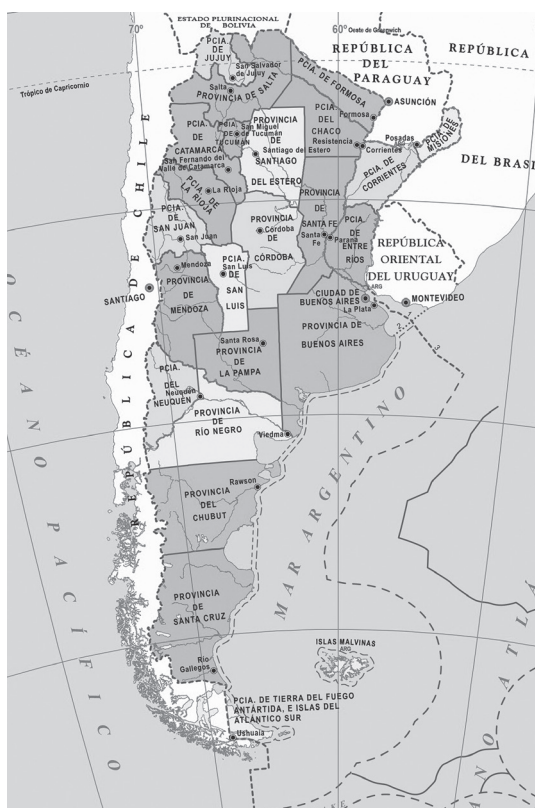 70°
ESTADO PLURINACIONAL
DE BOLIVIA
60°
Oeste de Greenwich
REPÚBLICA
DEL
PARAGUAY
REPÚBLICA
DEL BRASI
PCIA.
DE
JUJUY
San Salvador
de Jujuy
Trópico de Capricornio
Salta
PROVINCIA DE SALTA
PCIA. DE FORMOSA
ASUNCIÓN
Formosa
PCIA.
DEL
CHACO
Resistencia
Corrientes
Posadas
PCIA. DE
MISIONES
PCIA. DE
CORRIENTES
PCIA.
DE
CATAMARCA
PCIA.
DE
TUCUMÁN
San Miguel
de Tucumán
San Fernando del
Valle de Catamarca
PROVINCIA
DE
SANTIAGO
DEL ESTERO
Santiago del Estero
La Rioja
PCIA. DE
LA RIOJA
PCIA.
DE
SAN JUAN
San Juan
PROVINCIA
DE
CÓRDOBA
Córdoba
PROVINCIA
DE
SANTA FE
Santa
Fe
Paraná
PCIA.
DE
ENTRE
RÍOS
REPÚBLICA
ORIENTAL
DEL URUGUAY
ARG
MONTEVIDEO
SANTIAGO
Mendoza
PROVINCIA
DE
MENDOZA
PCIA.
San Luis
DE
SAN
LUIS
CIUDAD DE
BUENOS AIRES
La Plata
PROVINCIA DE
BUENOS AIRES
Santa Rosa
PROVINCIA
DE
LA PAMPA
PCIA.
DEL
NEUQUÉN
Neuquén
PROVINCIA
DE
RÍO NEGRO
Viedma
Rawson
PROVINCIA
DEL
CHUBUT
PROVINCIA
DE
SANTA CRUZ
Río
Gallegos
PCIA. DE TIERRA DEL FUEGO
ANTÁRTIDA, E ISLAS DEL
ATLÁNTICO SUR
Ushuaia
ISLAS MALVINAS
ARG
REPÚBLICA DE CHILE
OCÉANO PACÍFICO
MAR ARGENTINO